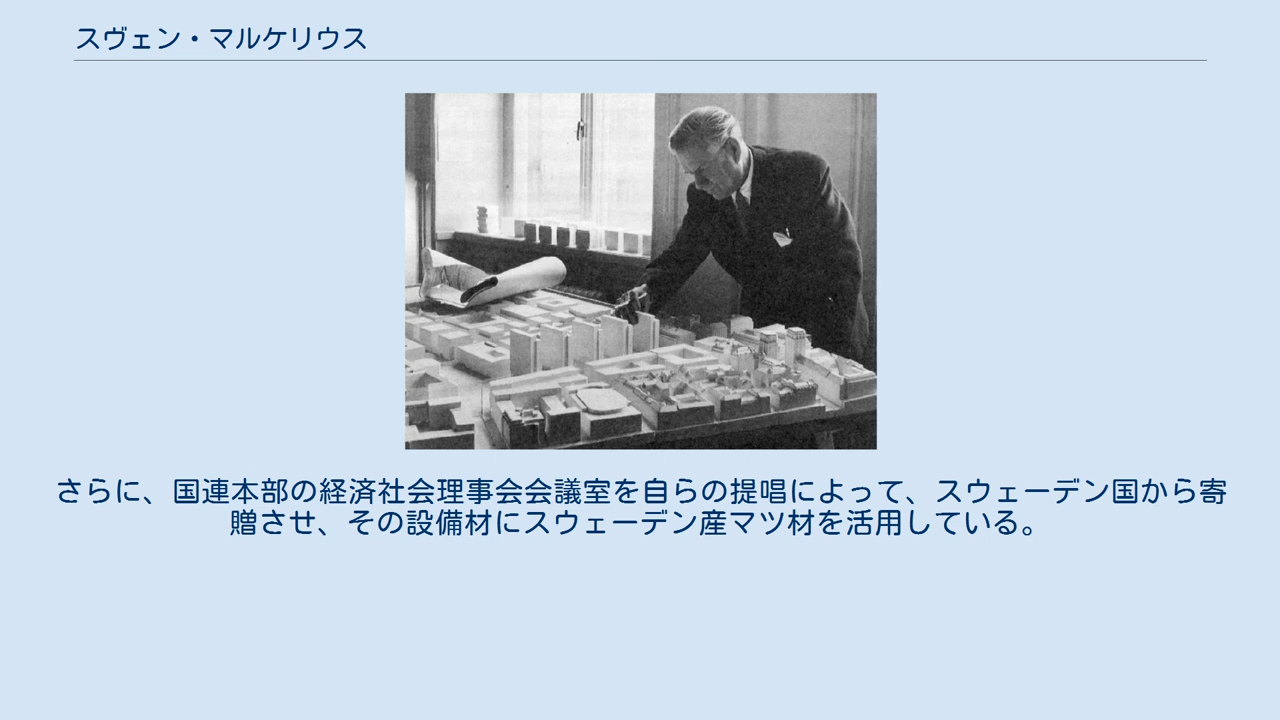 スヴェン・マルケリウス
さらに、国連本部の経済社会理事会会議室を自らの提唱によって、スウェーデン国から寄
贈させ、その設備材にスウェーデン産マツ材を活用している。